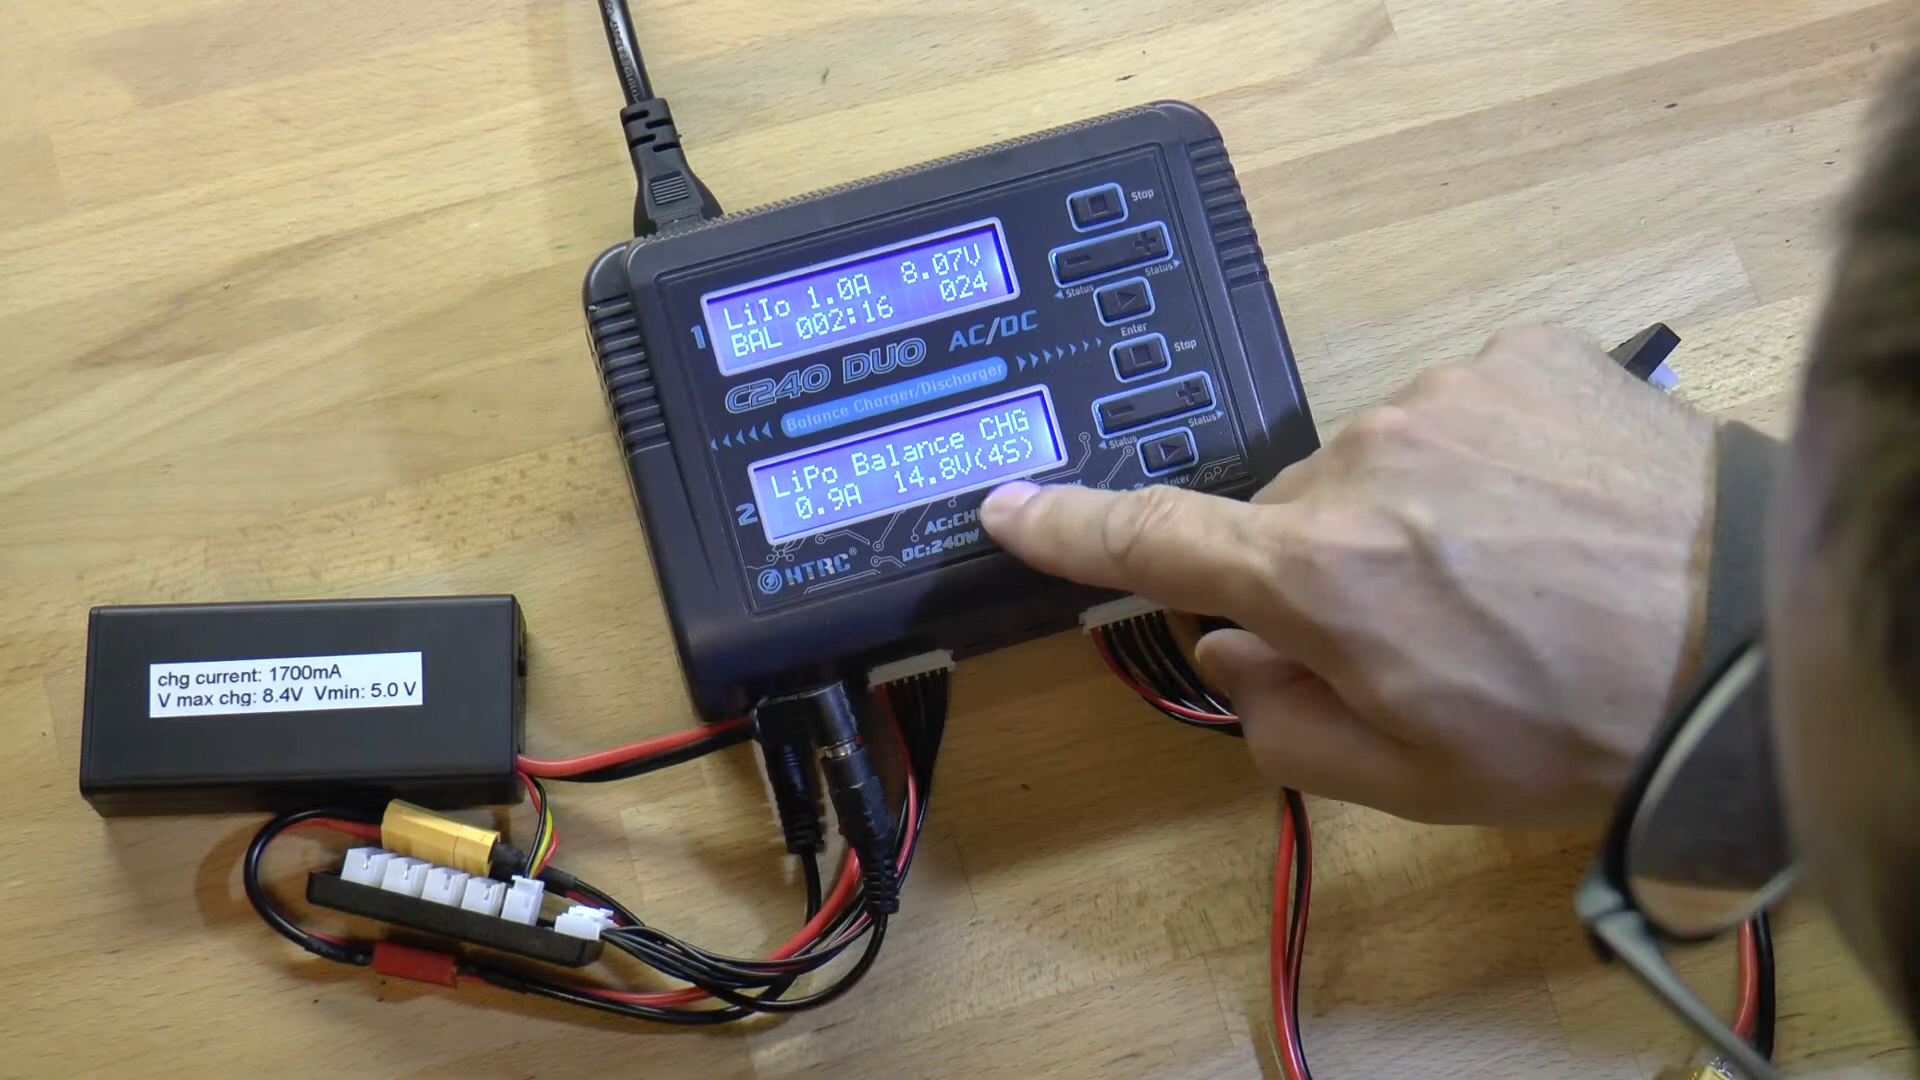 Stop
LiIo 1.0A 8.07V
BAL 002:16 024
1
Status
Status
C240 DUO AC/DC
Enter
Balance Charger/Discharger
Stop
LiPo Balance CHG
0.9A 14.8V(4S)
2
Status
Status
Enter
AC:CH
DC:240W
HTRC®
chg current: 1700mA
V max chg: 8.4V Vmin: 5.0 V